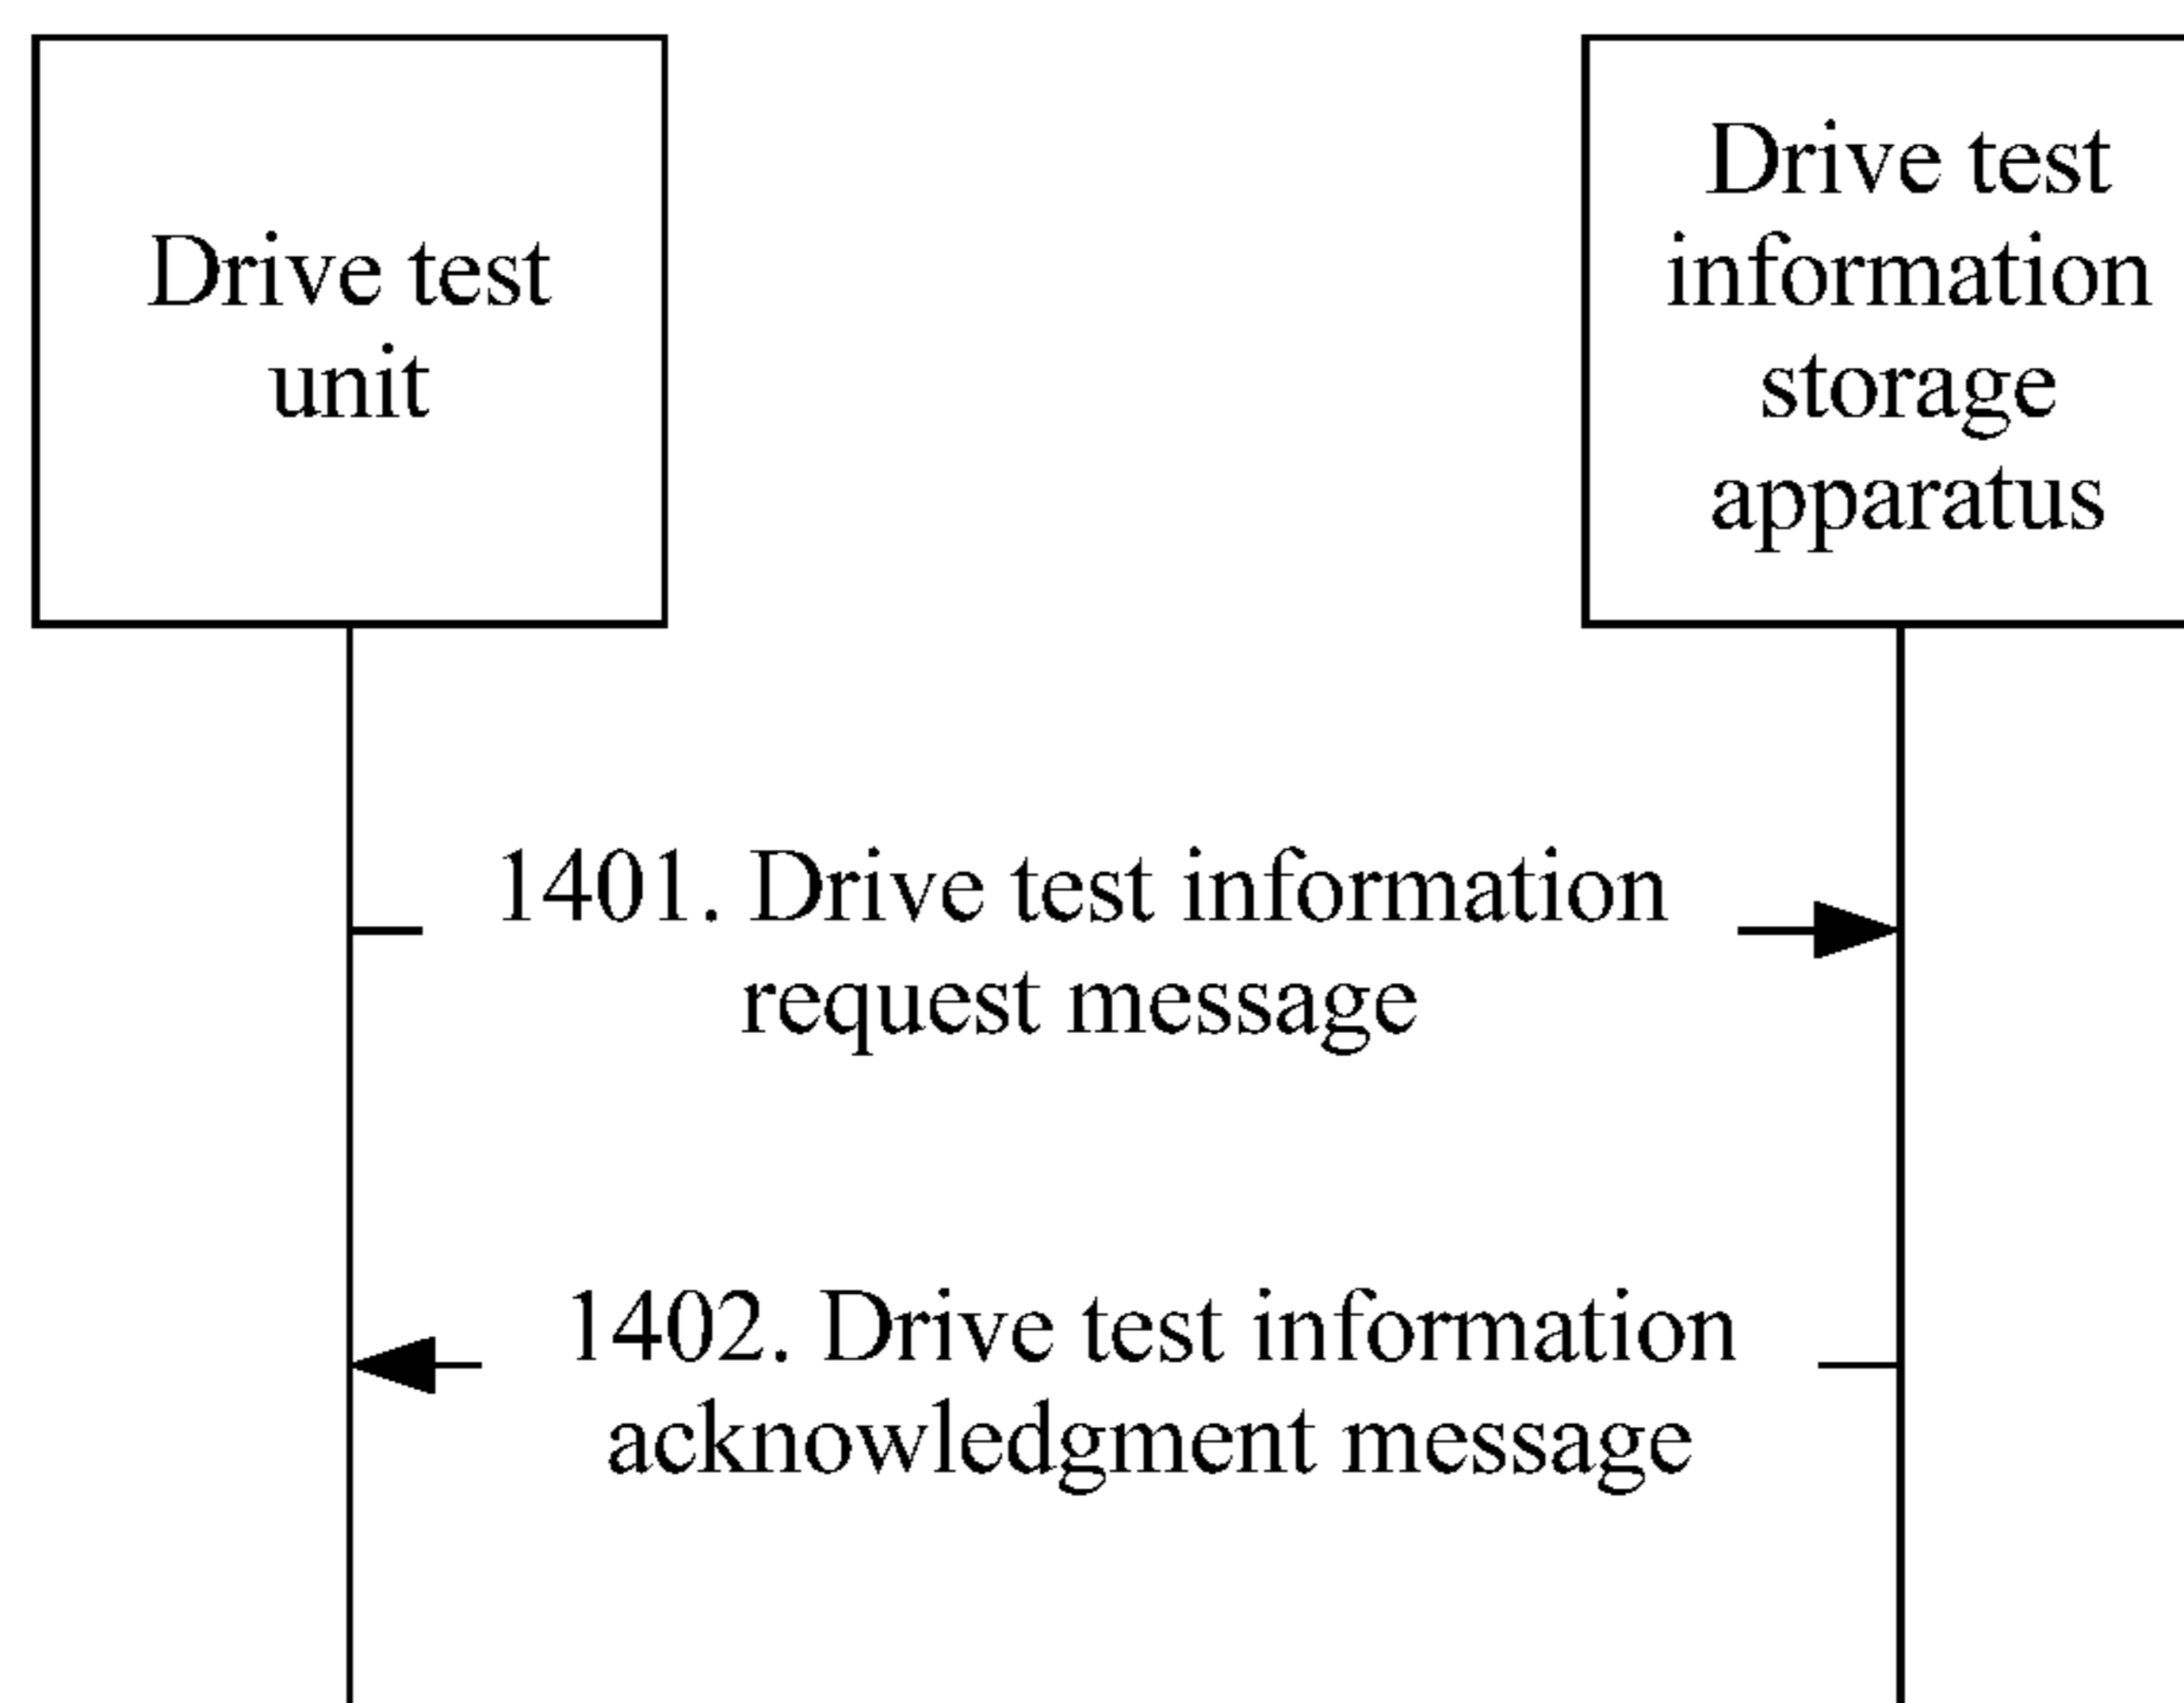 Drive test
unit
Drive test
information
storage
apparatus
1401. Drive test information
request message
1402. Drive test information
acknowledgment message